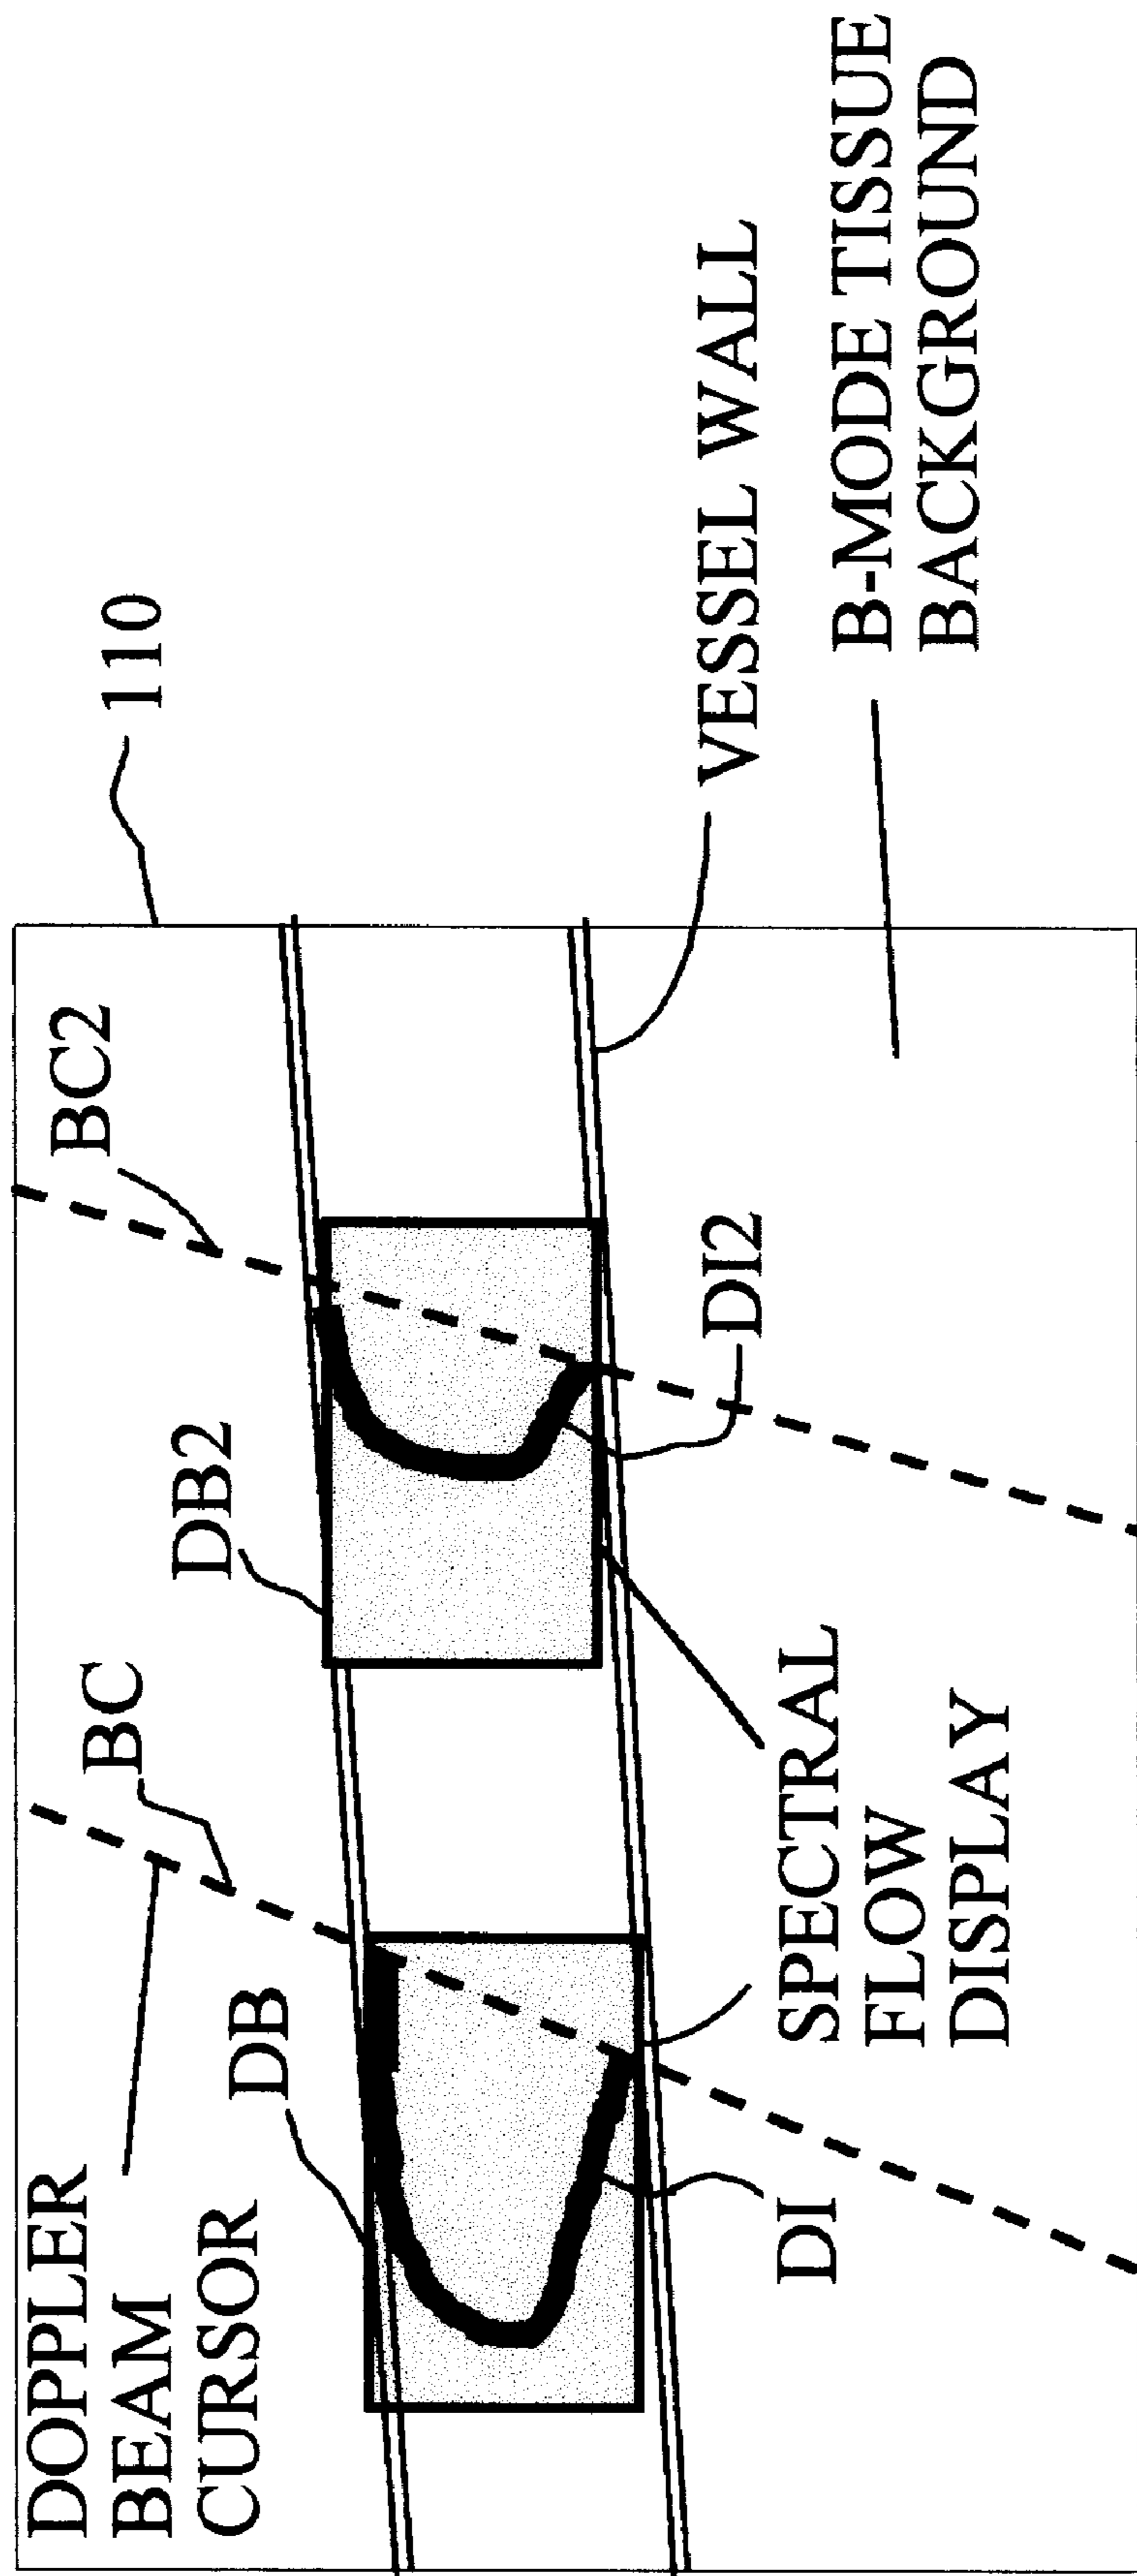 DOPPLER
BEAM
CURSOR
BC
BC2
110
DB
DB2
DI
DI2
SPECTRAL
FLOW
DISPLAY
VESSEL WALL
B-MODE TISSUE
BACKGROUND